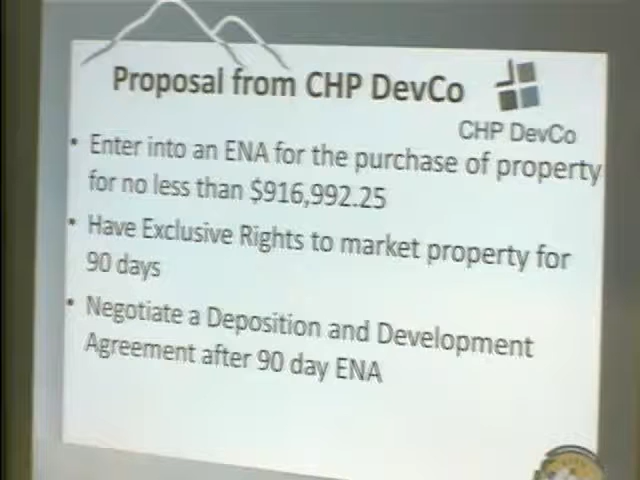 Proposal from CHP DevCo
CHP DevCo
• Enter into an ENA for the purchase of property
for no less than $916,992.25
• Have Exclusive Rights to market property for
90 days
• Negotiate a Deposition and Development
Agreement after 90 day ENA